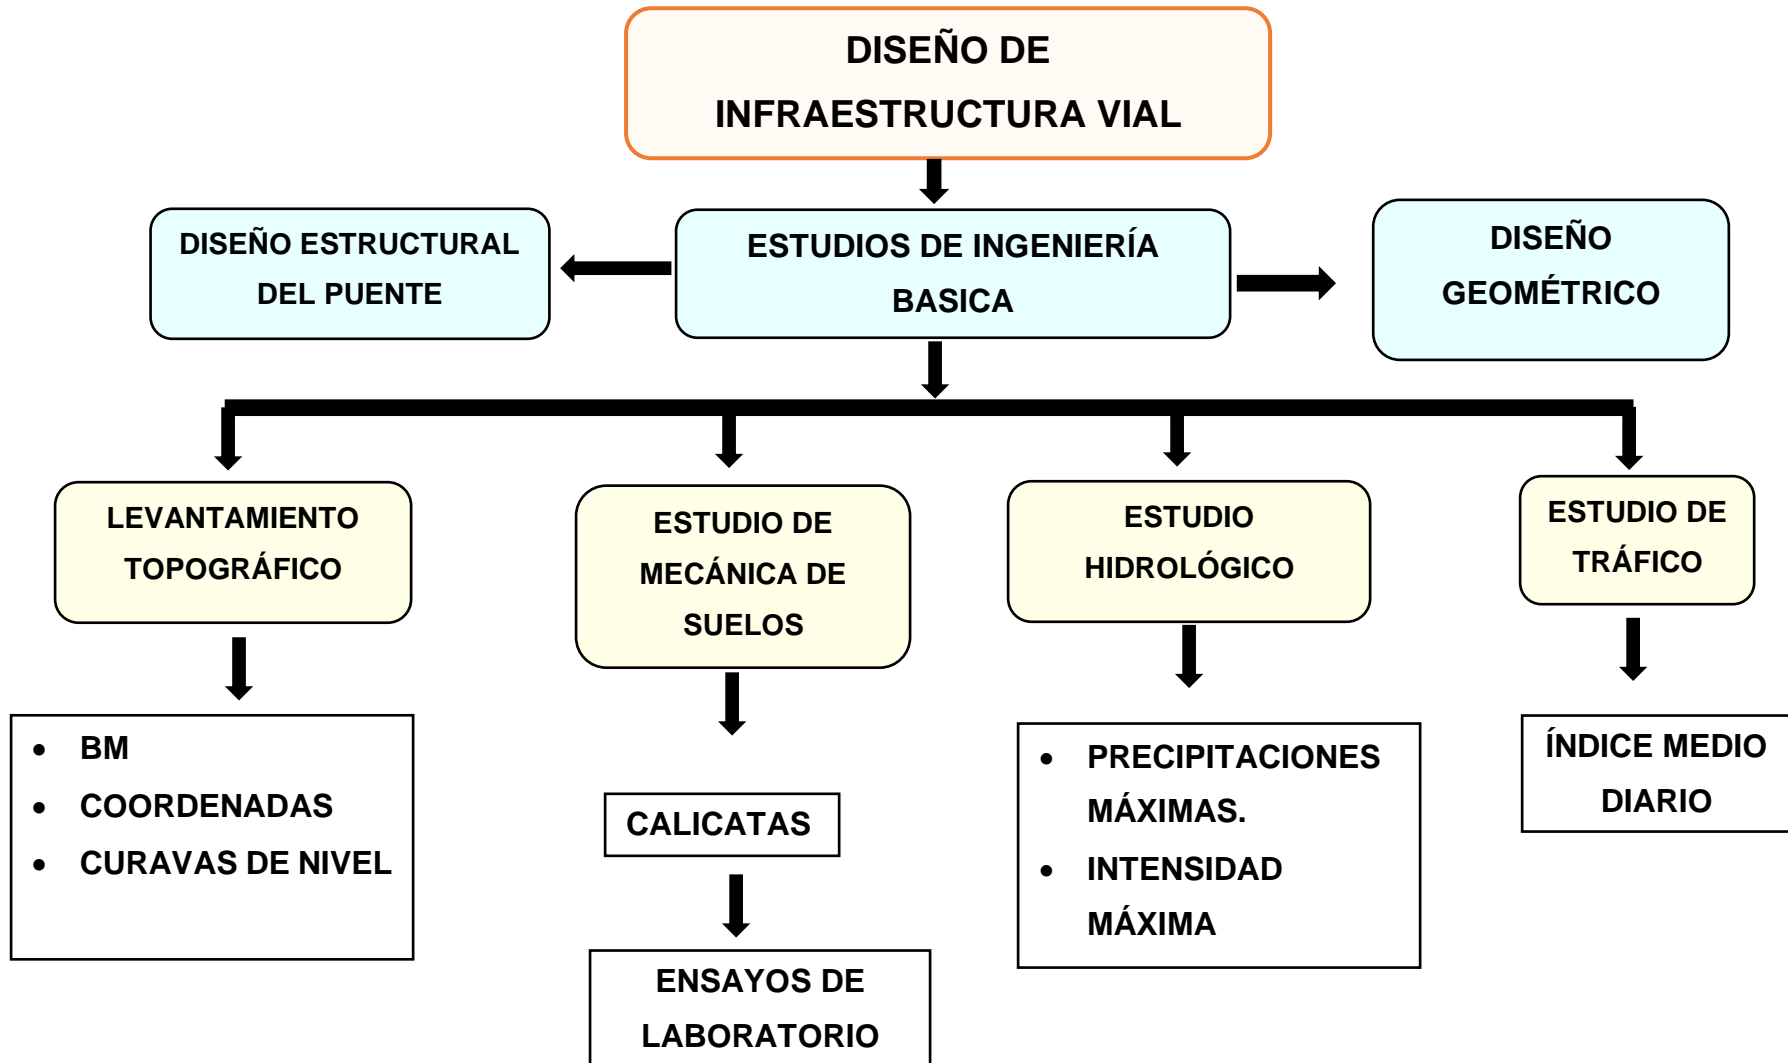 DISEÑO DE
INFRAESTRUCTURA VIAL
DISEÑO ESTRUCTURAL
DEL PUENTE
ESTUDIOS DE INGENIERÍA
BASICA
DISEÑO
GEOMÉTRICO
LEVANTAMIENTO
TOPOGRÁFICO
ESTUDIO DE
MECÁNICA DE
SUELOS
ESTUDIO
HIDROLÓGICO
ESTUDIO DE
TRÁFICO
• BM
• COORDENADAS
• CURAVAS DE NIVEL
CALICATAS
ENSAYOS DE
LABORATORIO
• PRECIPITACIONES
MÁXIMAS.
• INTENSIDAD
MÁXIMA
ÍNDICE MEDIO
DIARIO